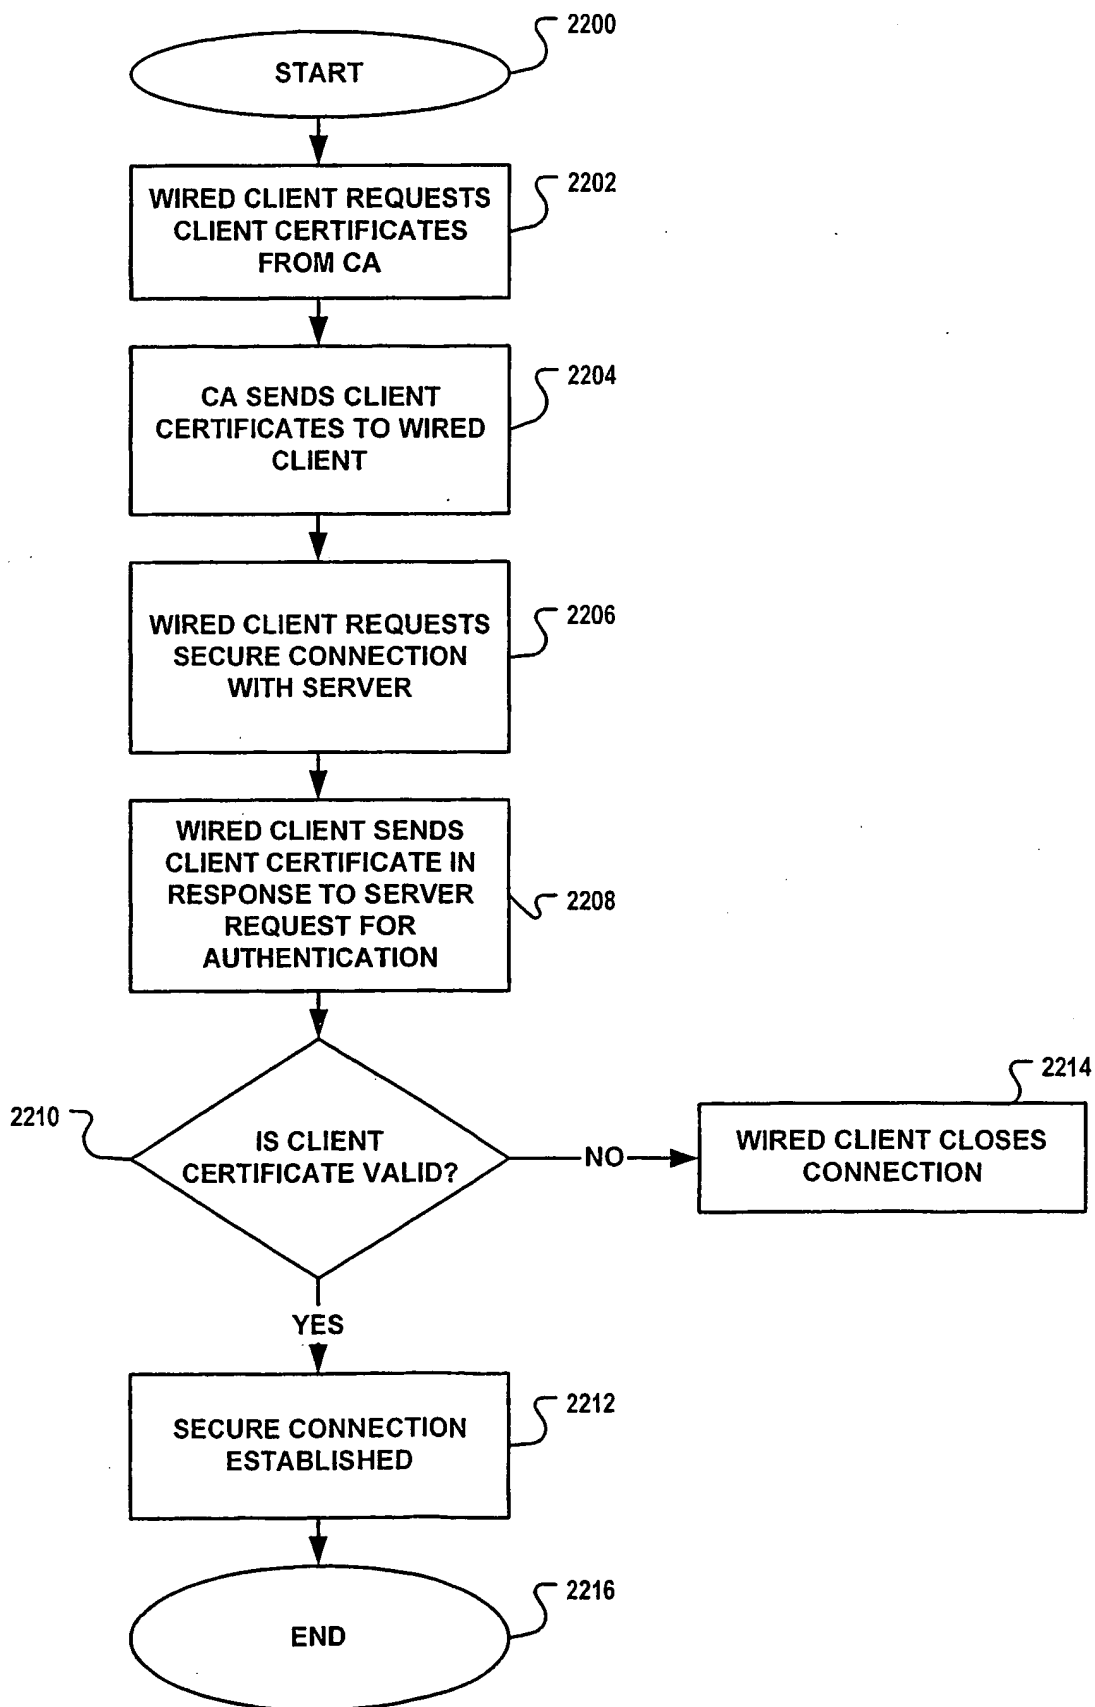 2200
START
2202
WIRED CLIENT REQUESTS
CLIENT CERTIFICATES
FROM CA
2204
CA SENDS CLIENT
CERTIFICATES TO WIRED
CLIENT
2206
WIRED CLIENT REQUESTS
SECURE CONNECTION
WITH SERVER
WIRED CLIENT SENDS
CLIENT CERTIFICATE IN
RESPONSE TO SERVER
REQUEST FOR
AUTHENTICATION
2208
2210
IS CLIENT
CERTIFICATE VALID?
NO
2214
WIRED CLIENT CLOSES
CONNECTION
YES
2212
SECURE CONNECTION
ESTABLISHED
2216
END